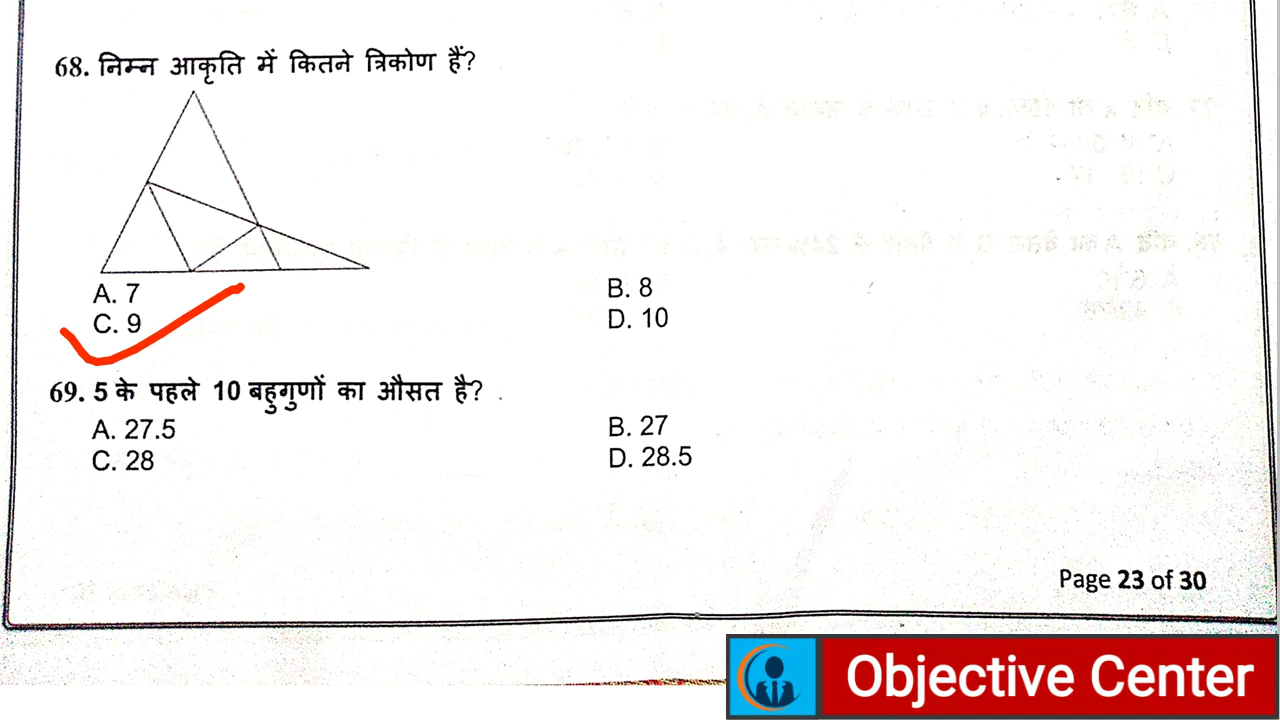 68. निम्न आकृति में कितने त्रिकोण हैं?
A. 7
B. 8
C. 9
D. 10
69. 5 के पहले 10 बहुगुणों का औसत है?
A. 27.5
B. 27
C. 28
D. 28.5
Page 23 of 30
Objective Center